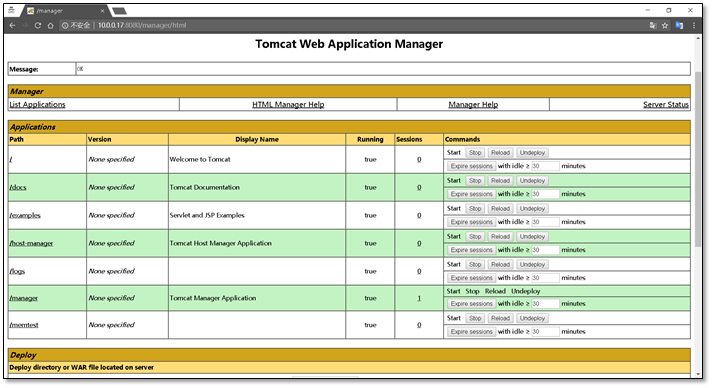 /manager
不安全 10.0.0.17:8080/manager/html
Tomcat Web Application Manager
Message: OK
Manager
List Applications HTML Manager Help Manager Help Server Status
Applications
Path Version Display Name Running Sessions Commands
/ None specified Welcome to Tomcat true 0 Start Stop Reload Undeploy
Expire sessions with idle ≥ 30 minutes
/docs None specified Tomcat Documentation true 0 Start Stop Reload Undeploy
Expire sessions with idle ≥ 30 minutes
/examples None specified Servlet and JSP Examples true 0 Start Stop Reload Undeploy
Expire sessions with idle ≥ 30 minutes
/host-manager None specified Tomcat Host Manager Application true 0 Start Stop Reload Undeploy
Expire sessions with idle ≥ 30 minutes
/logs None specified true 0 Start Stop Reload Undeploy
Expire sessions with idle ≥ 30 minutes
/manager None specified Tomcat Manager Application true 1 Start Stop Reload Undeploy
Expire sessions with idle ≥ 30 minutes
/memtest None specified true 0 Start Stop Reload Undeploy
Expire sessions with idle ≥ 30 minutes
Deploy
Deploy directory or WAR file located on server